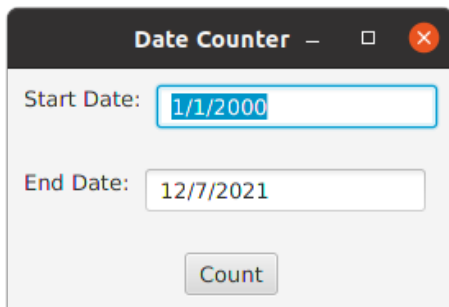 Date Counter
Start Date: 1/1/2000
End Date: 12/7/2021
Count